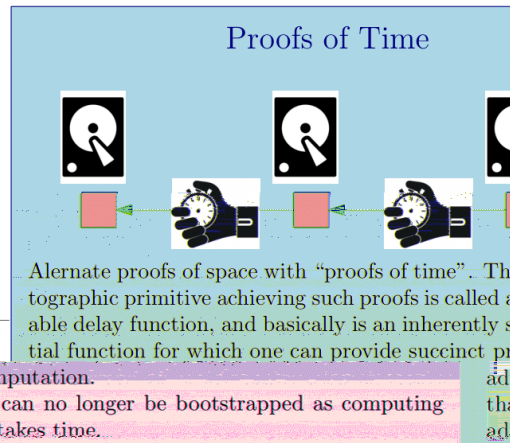 Proofs of Time
Alernate proofs of space with “proofs of time”. Th
tographic primitive achieving such proofs is called a
able delay function, and basically is an inherently s
tial function for which one can provide succinct pr
mputation.
can no longer be bootstrapped as computing
takes time.
ad
tha
ad